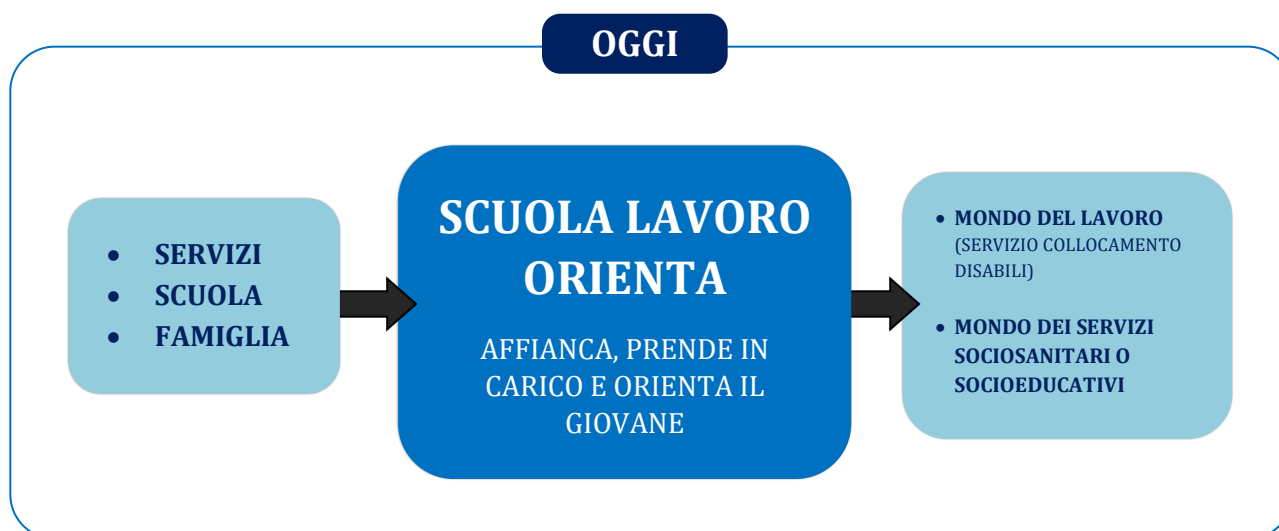 OGGI
• SERVIZI
• SCUOLA
• FAMIGLIA
SCUOLA LAVORO
ORIENTA
AFFIANCA, PRENDE IN
CARICO E ORIENTA IL
GIOVANE
• MONDO DEL LAVORO
(SERVIZIO COLLOCAMENTO
DISABILI)
• MONDO DEI SERVIZI
SOCIOSANITARI O
SOCIOEDUCATIVI